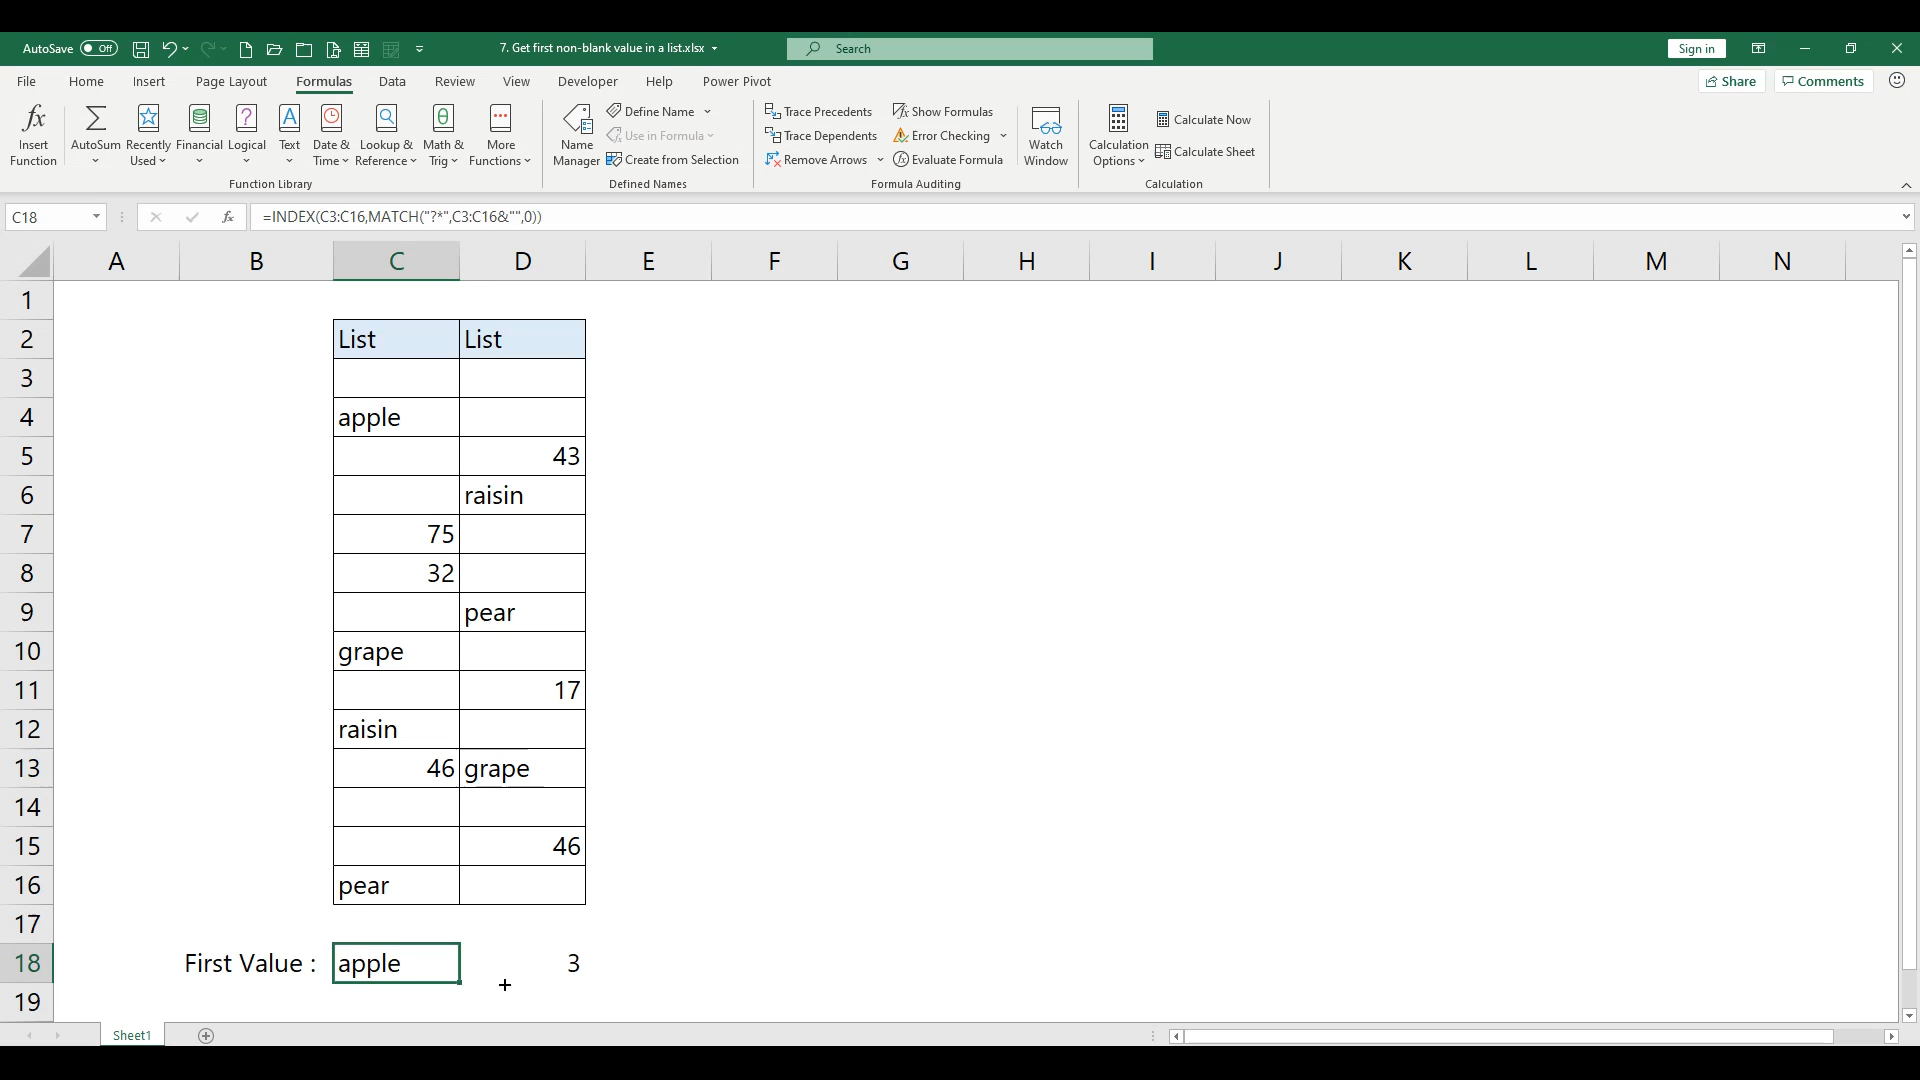 AutoSave Off 7. Get first non-blank value in a list.xlsx Search Sign in
File Home Insert Page Layout Formulas Data Review View Developer Help Power Pivot Share Comments
fx Insert Function
AutoSum
Recently Used
Financial
Logical
Text
Date & Time
Lookup & Reference
Math & Trig
More Functions
Function Library
Name Manager
Define Name
Use in Formula
Create from Selection
Defined Names
Trace Precedents
Trace Dependents
Remove Arrows
Show Formulas
Error Checking
Evaluate Formula
Formula Auditing
Watch Window
Calculation Options
Calculate Now
Calculate Sheet
Calculation
C18 fx =INDEX(C3:C16,MATCH("?*",C3:C16&"",0))
A B C D E F G H I J K L M N
1
2 List List
3
4 apple
5 43
6 raisin
7 75
8 32
9 pear
10 grape
11 17
12 raisin
13 46 grape
14
15 46
16 pear
17
18 First Value : apple 3
19
Sheet1